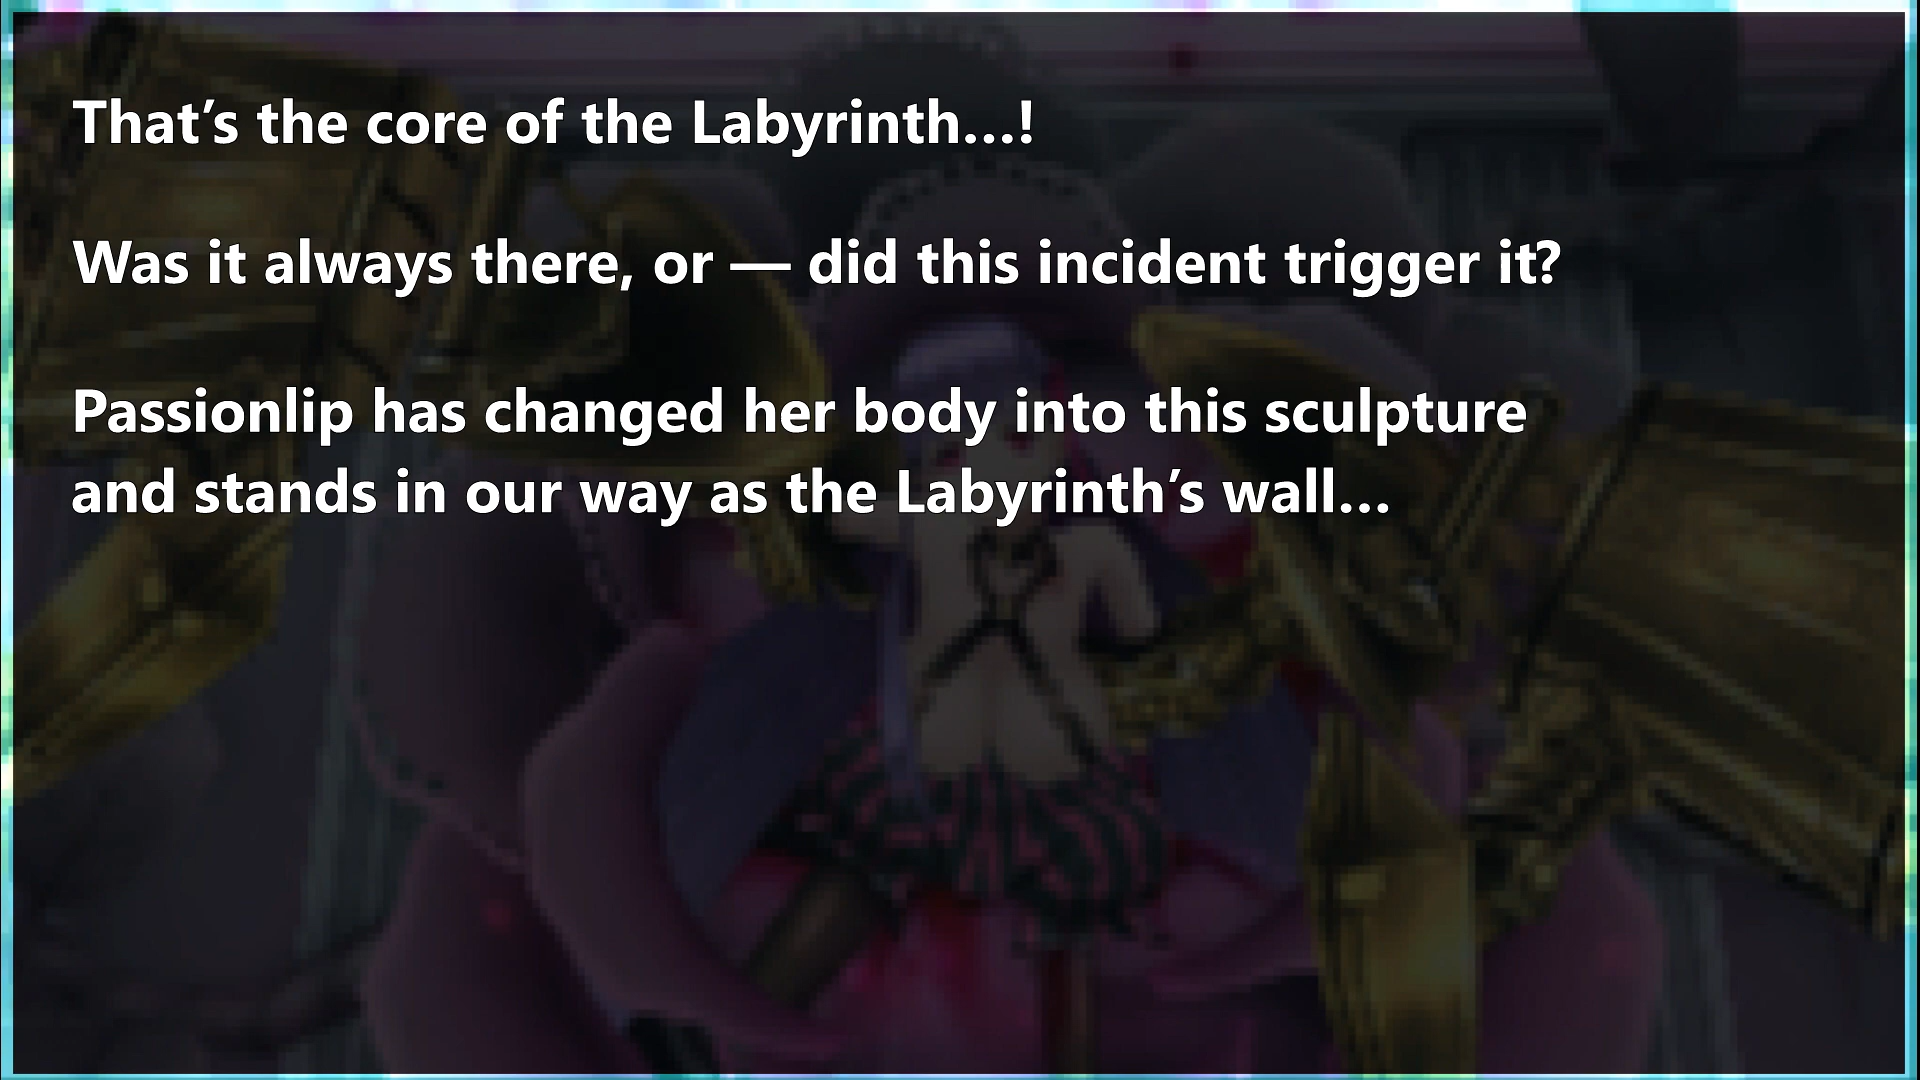 That’s the core of the Labyrinth…!
Was it always there, or — did this incident trigger it?
Passionlip has changed her body into this sculpture
and stands in our way as the Labyrinth’s wall…